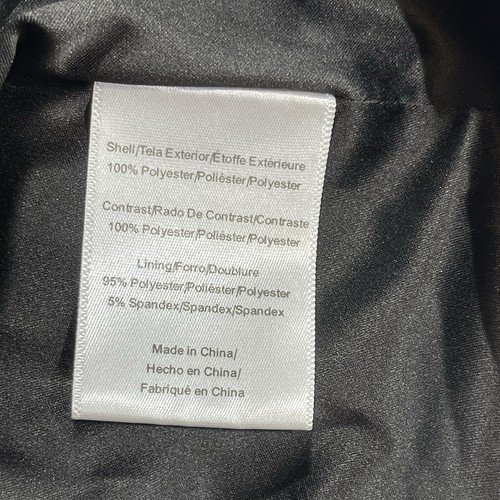 Shell/Tela Exterior/Étoffe Extérieure
100% Polyester/Poliéster/Polyester
Contrast/Rado De Contrast/Contraste
100% Polyester/Poliéster/Polyester
Lining/Forro/Doublure
95% Polyester/Poliéster/Polyester
5% Spandex/Spandex/Spandex
Made in China/
Hecho en China/
Fabriqué en China